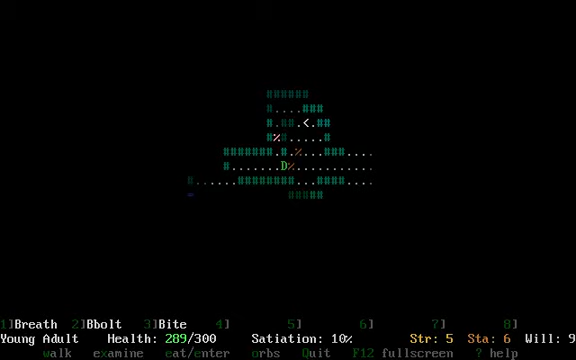 ######
#....###
#.##.<.##
%#.....#
#######.#.%...###....
#.......D%...........
#......########...####....
=            #####
1]Breath  2]Bbolt  3]Bite  4]  5]  6]  7]  8]
Young Adult  Health: 289/300  Satiation: 10%  Str: 5  Sta: 6  Will: 9
walk  examine  eat/enter  orbs  Quit  F12 fullscreen  ? help